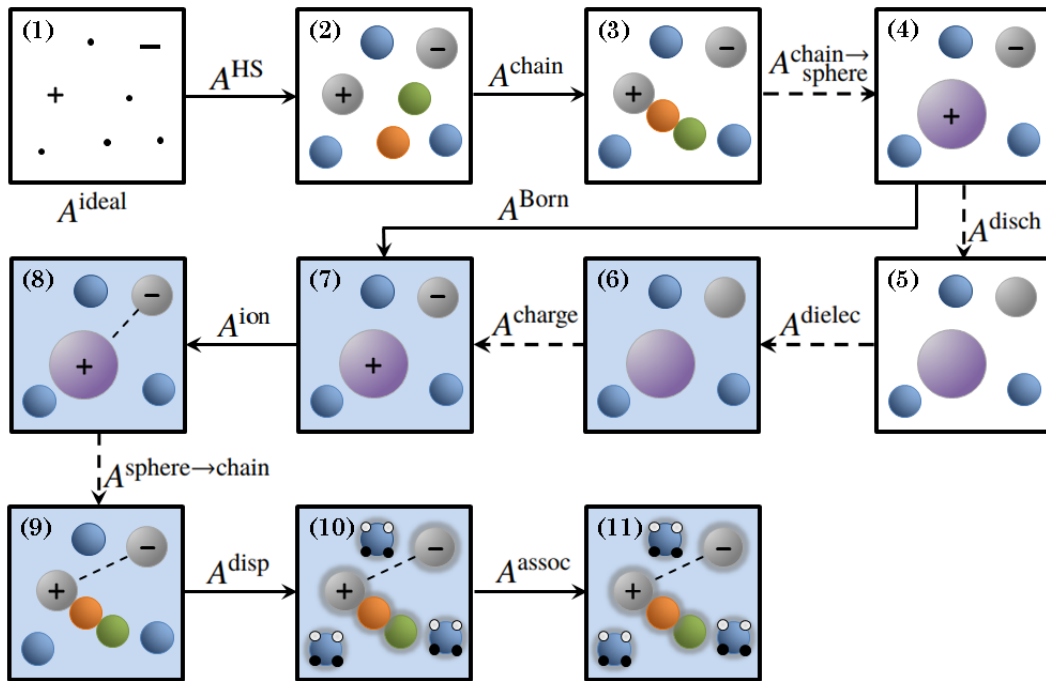 (1)
−
+
A^ideal
A^HS
(2)
−
+
A^chain
(3)
−
+
A^chain→sphere
(4)
−
+
A^Born
A^disch
(8)
−
+
A^ion
(7)
−
+
A^charge
(6)
A^dielec
(5)
A^sphere→chain
(9)
−
+
A^disp
(10)
−
+
A^assoc
(11)
−
+